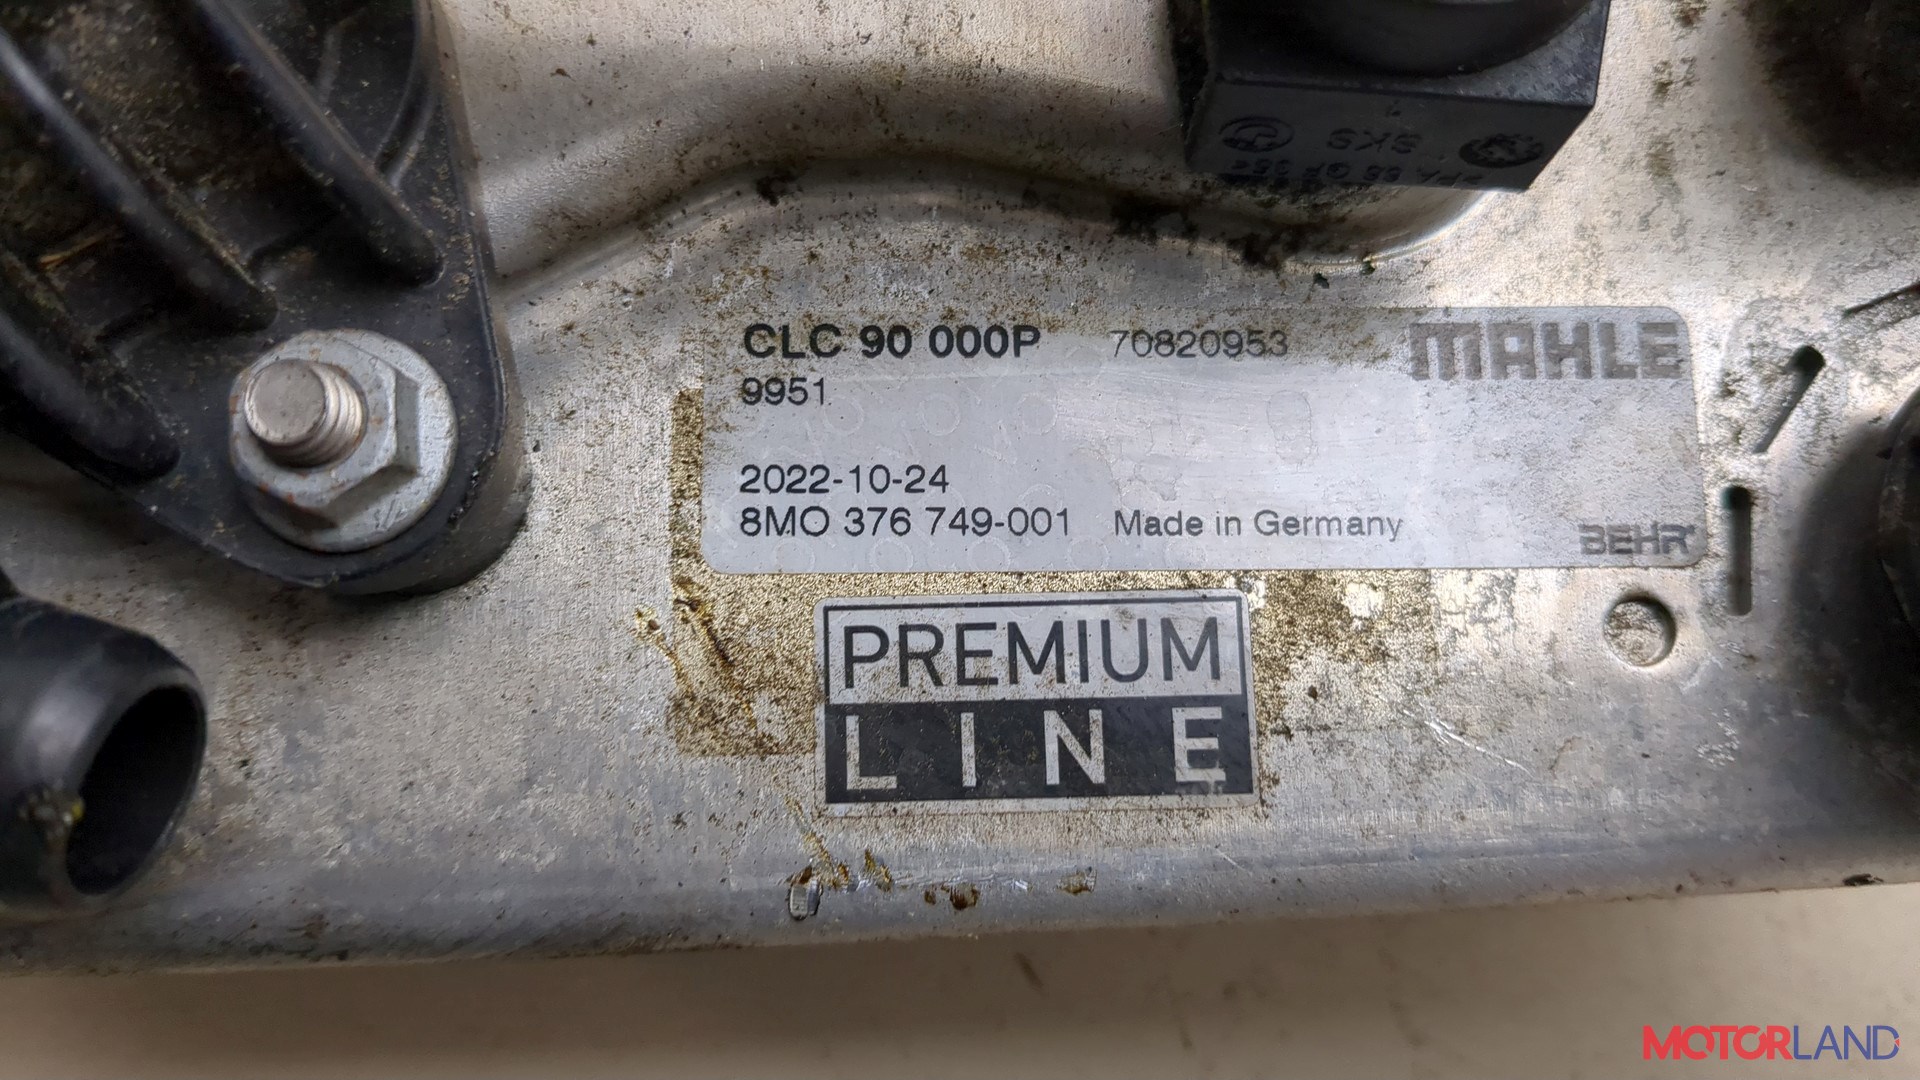 SKS
CLC 90 000P 70820953 MAHLE
9951
2022-10-24
8MO 376 749-001 Made in Germany BEHR
PREMIUM
LINE
MOTORLAND